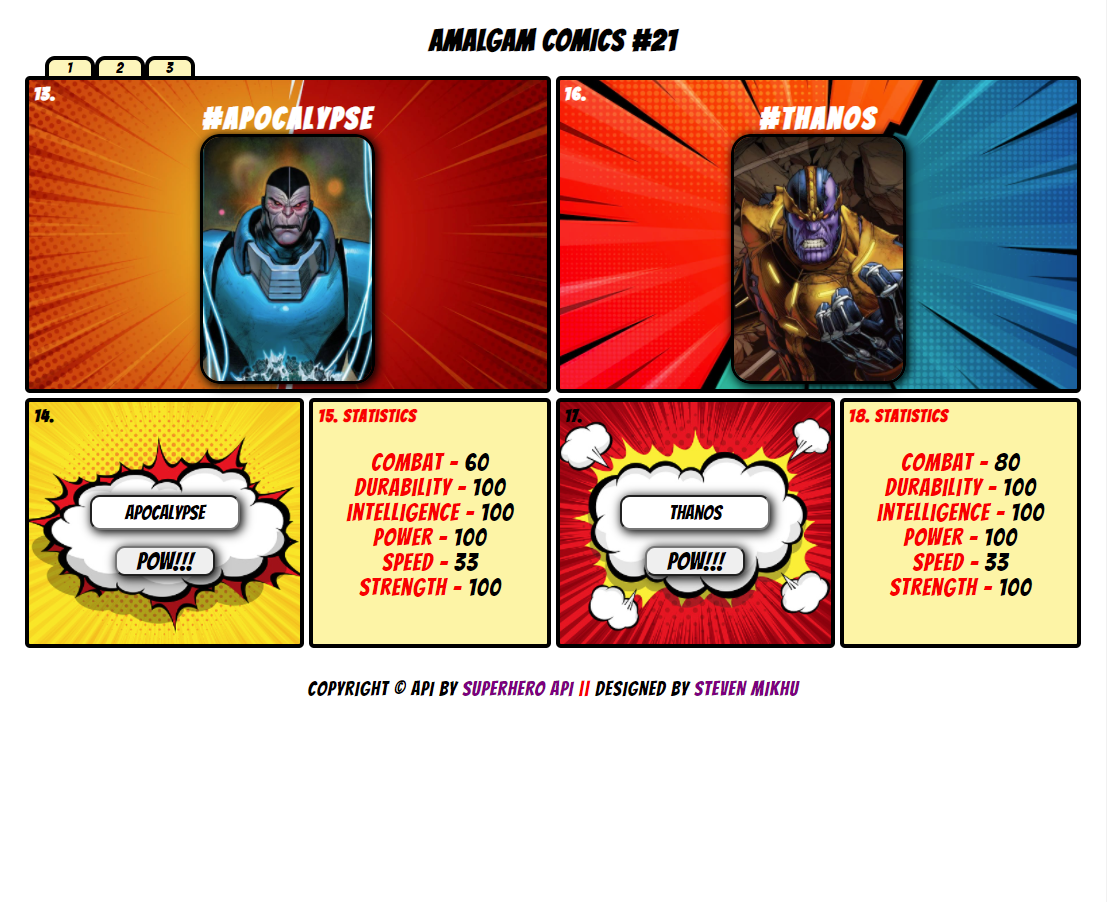 AMALGAM COMICS #21
1 2 3
13.
#APOCALYPSE
16.
#THANOS
14.
APOCALYPSE
POW!!!
15. STATISTICS
COMBAT - 60
DURABILITY - 100
INTELLIGENCE - 100
POWER - 100
SPEED - 33
STRENGTH - 100
17.
THANOS
POW!!!
18. STATISTICS
COMBAT - 80
DURABILITY - 100
INTELLIGENCE - 100
POWER - 100
SPEED - 33
STRENGTH - 100
COPYRIGHT © API BY SUPERHERO API || DESIGNED BY STEVEN MIKHU